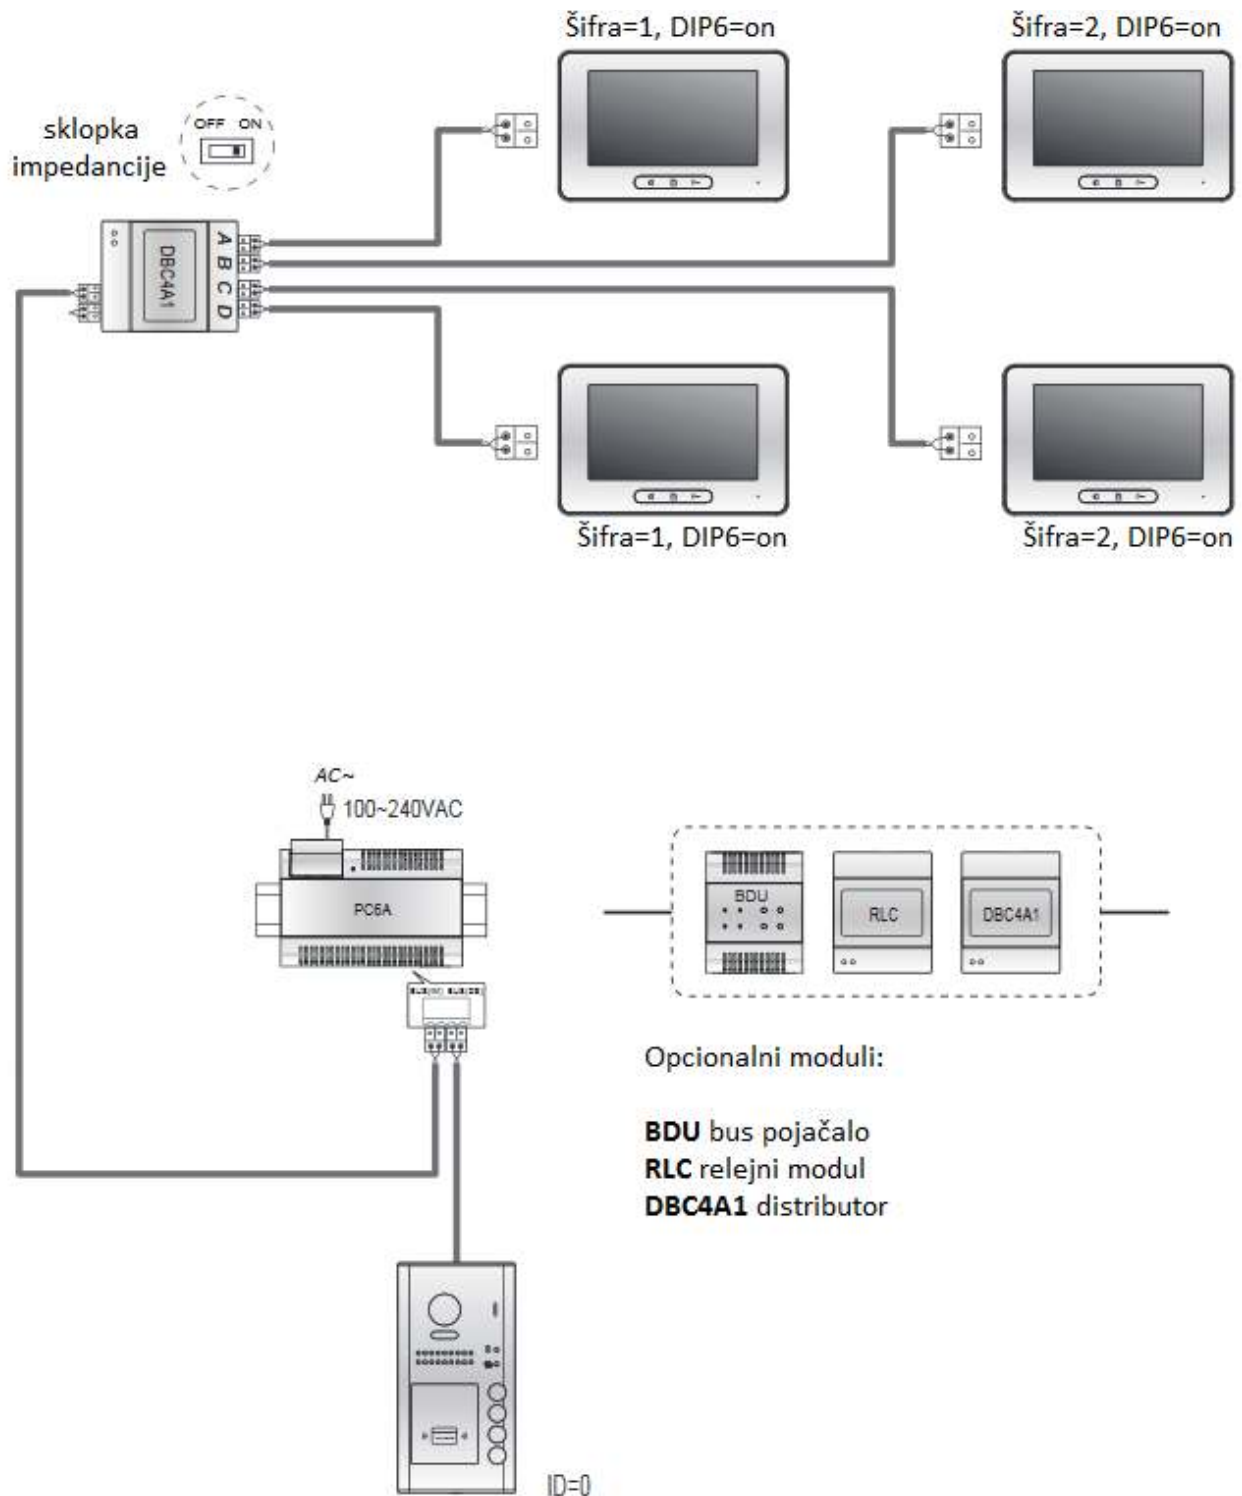 Šifra=1, DIP6=on
Šifra=2, DIP6=on
sklopka
impedancije
OFF ON
DBC4A1
A
B
C
D
Šifra=1, DIP6=on
Šifra=2, DIP6=on
AC~
100~240VAC
PC6A
BDU
RLC
DBC4A1
Opcionalni moduli:
BDU bus pojačalo
RLC relejni modul
DBC4A1 distributor
ID=0